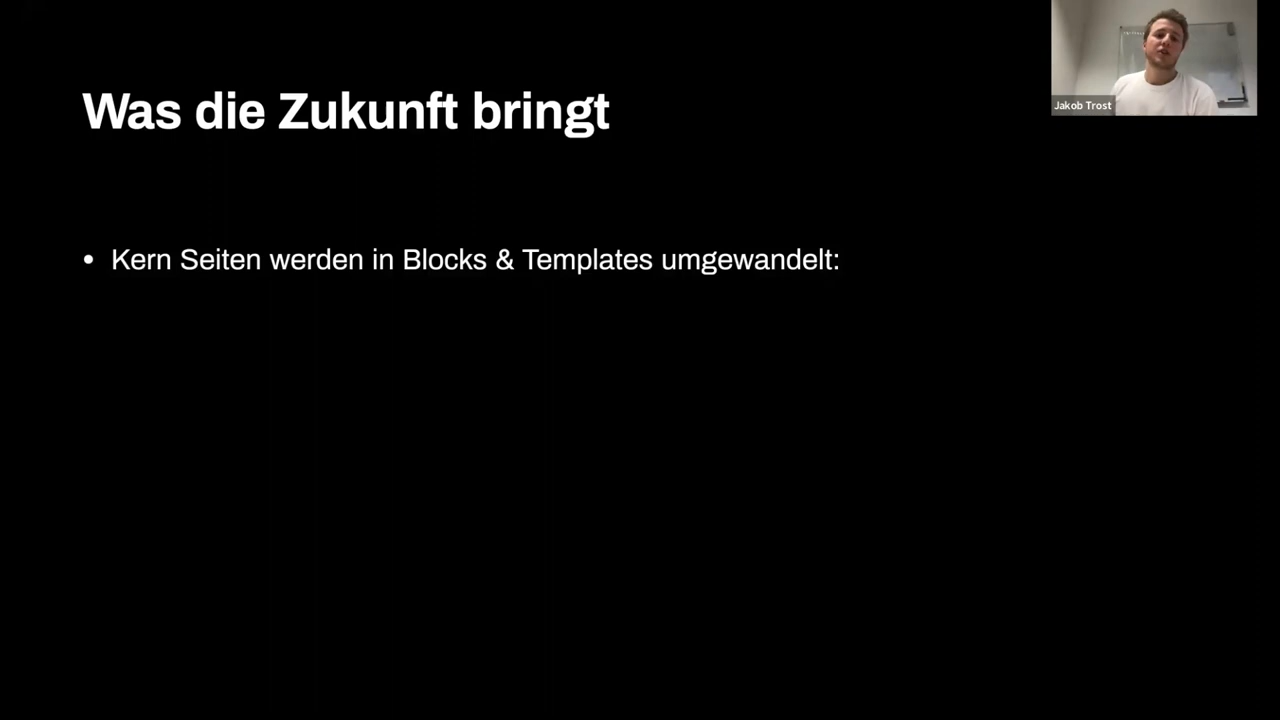 Was die Zukunft bringt
• Kern Seiten werden in Blocks & Templates umgewandelt:
Jakob Trost